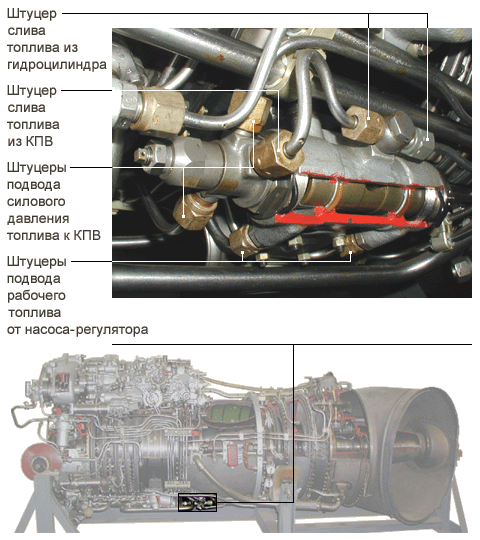 Штуцер
слива
топлива из
гидроцилиндра
Штуцер
слива
топлива
из КПВ
Штуцеры
подвода
силового
давления
топлива к КПВ
Штуцеры
подвода
рабочего
топлива
от насоса-регулятора